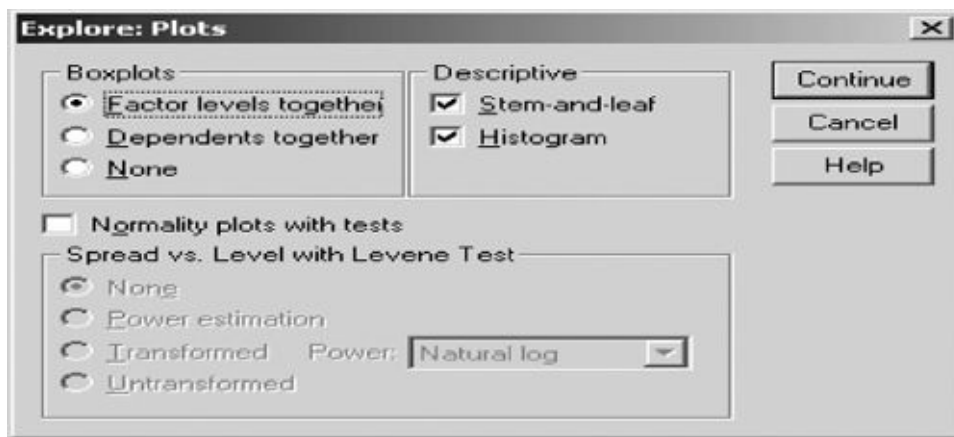 Explore: Plots
Boxplots
Factor levels together
Dependents together
None
Descriptive
Stem-and-leaf
Histogram
Continue
Cancel
Help
Normality plots with tests
Spread vs. Level with Levene Test
None
Power estimation
Transformed Power: Natural log
Untransformed